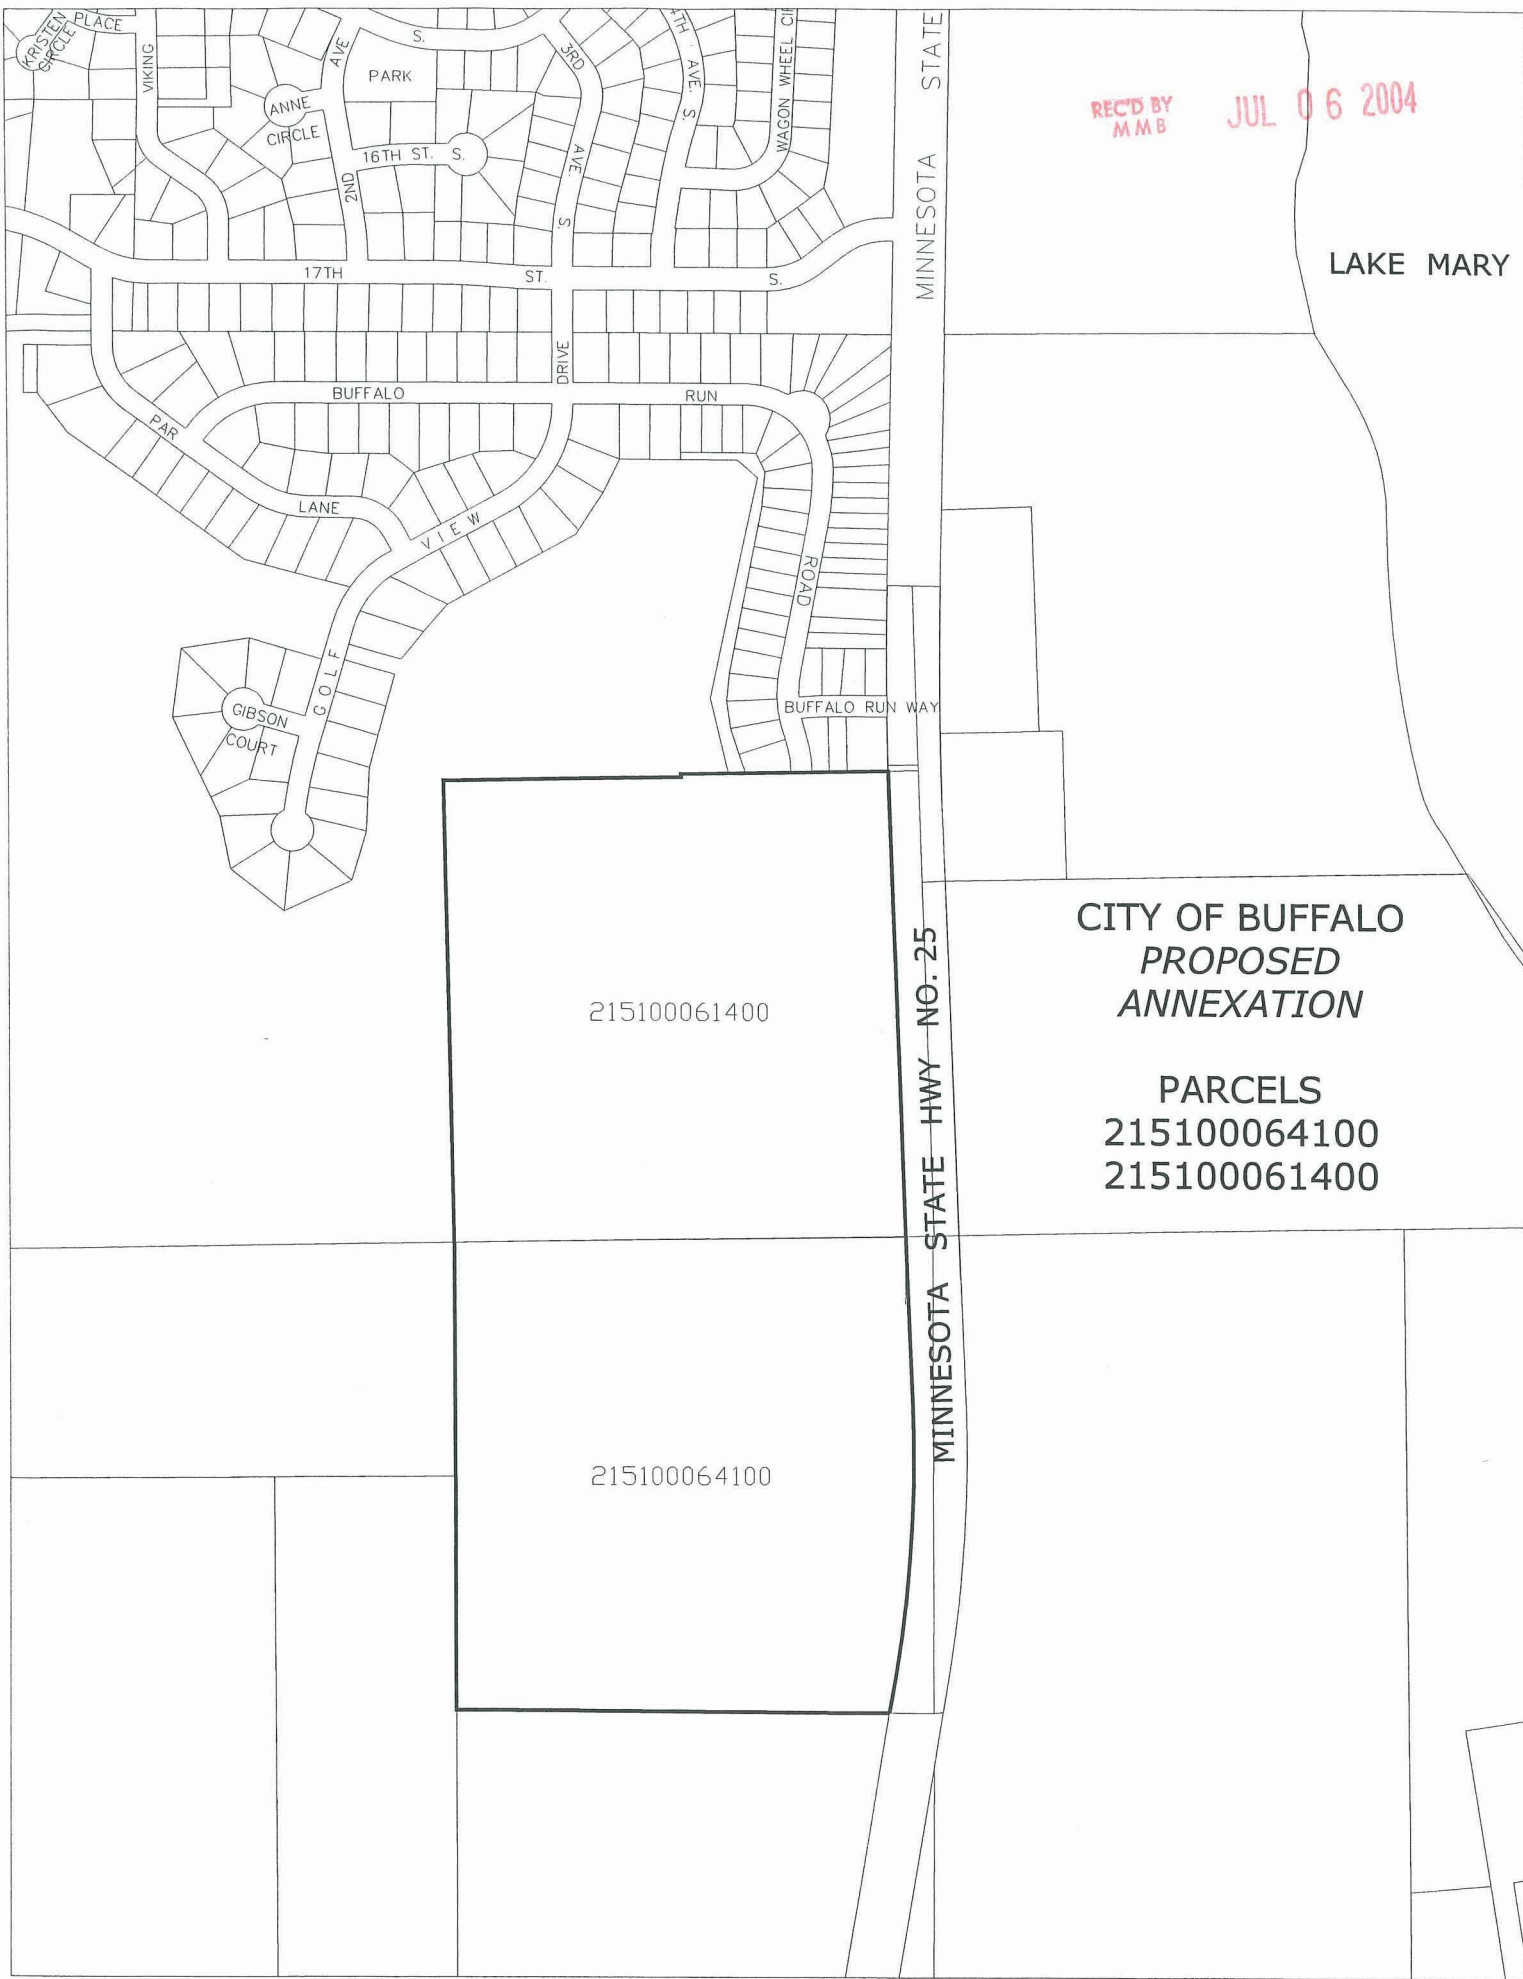 KRISTEN
CIRCLE
PLACE
VIKING
AVE
S.
PARK
ANNE
CIRCLE
2ND
16TH ST. S.
3RD
AVE.
S.
4TH AVE. S.
WAGON WHEEL
MINNESOTA STATE
REC'D BY
MMB
JUL 06 2004
LAKE MARY
17TH ST. S.
BUFFALO RUN
ROAD
DRIVE
PAR
LANE
VIEW
GOLF
GIBSON
COURT
BUFFALO RUN WAY
CITY OF BUFFALO
PROPOSED
ANNEXATION
PARCELS
215100064100
215100061400
215100061400
MINNESOTA STATE HWY NO. 25
215100064100